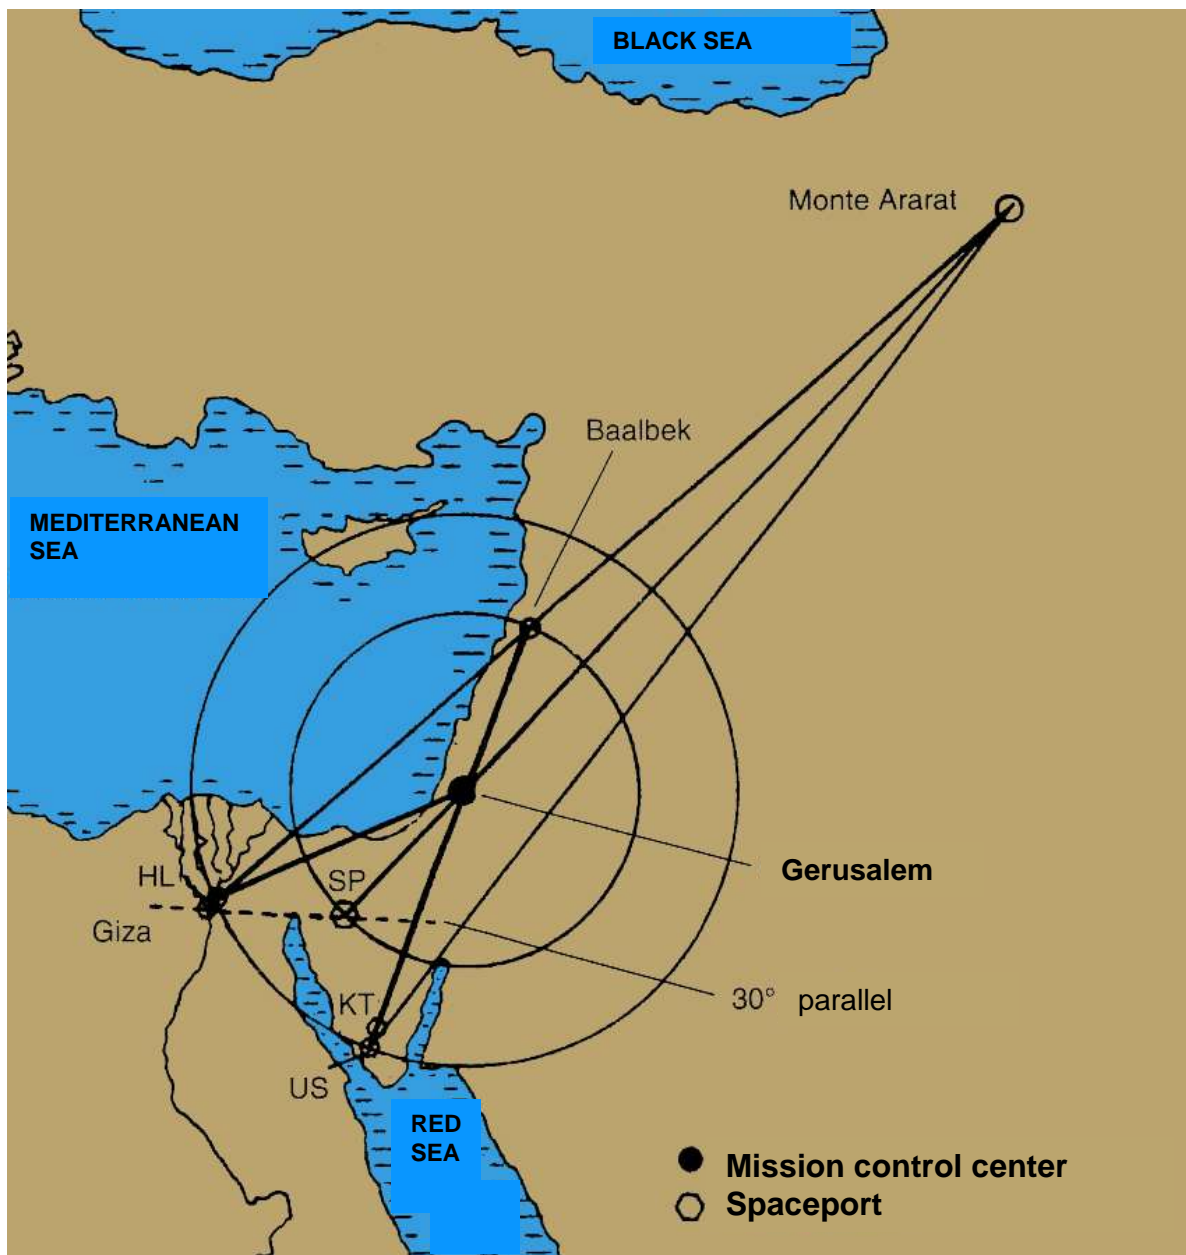 BLACK SEA
Monte Ararat
Baalbek
MEDITERRANEAN
SEA
Gerusalem
HL
SP
Giza
30° parallel
KT
US
RED
SEA
Mission control center
Spaceport